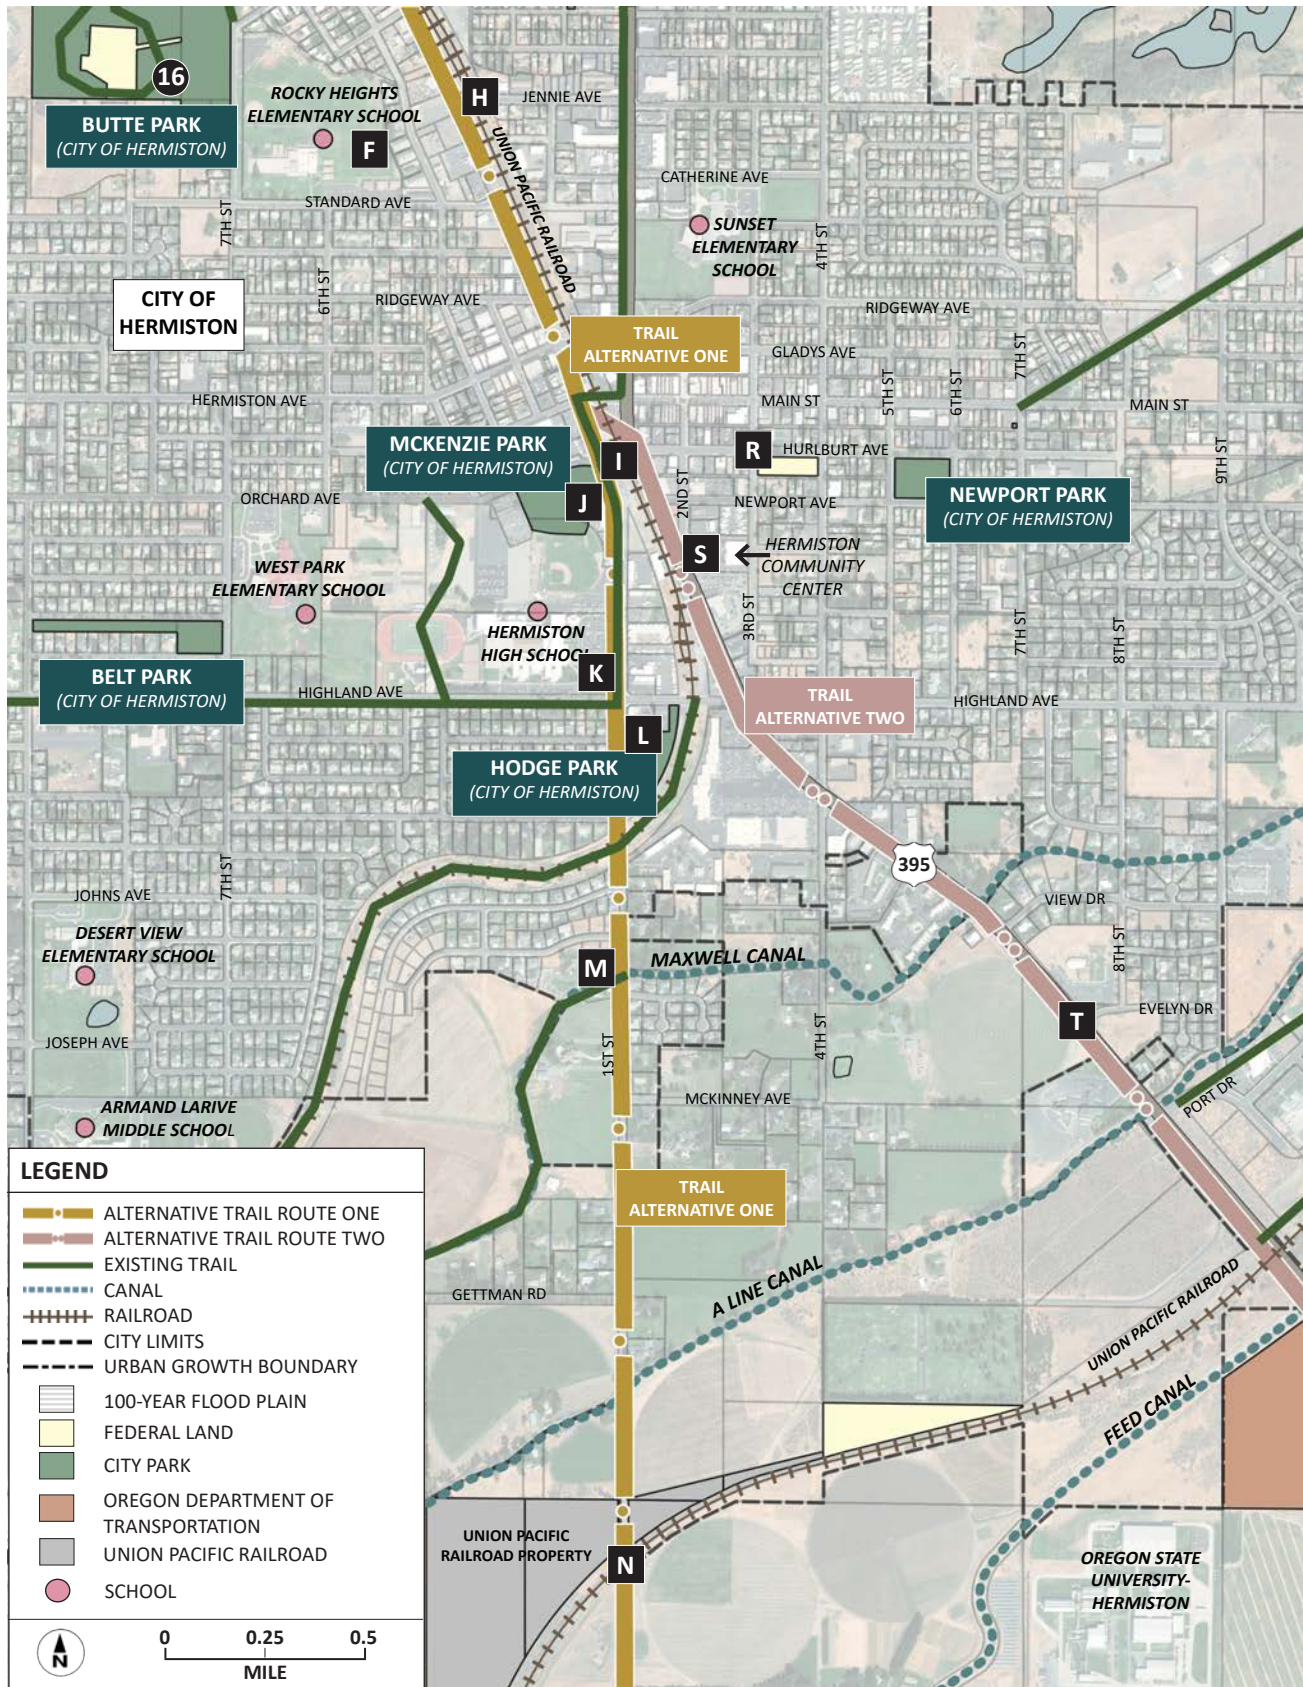 16
ROCKY HEIGHTS
ELEMENTARY SCHOOL
H
JENNIE AVE
BUTTE PARK
(CITY OF HERMISTON)
F
UNION PACIFIC RAILROAD
CATHERINE AVE
STANDARD AVE
7TH ST
SUNSET
ELEMENTARY
SCHOOL
4TH ST
CITY OF
HERMISTON
6TH ST
RIDGEWAY AVE
RIDGEWAY AVE
TRAIL
ALTERNATIVE ONE
GLADYS AVE
7TH ST
HERMISTON AVE
MAIN ST
5TH ST
6TH ST
MAIN ST
MCKENZIE PARK
(CITY OF HERMISTON)
I
R
HURLBURT AVE
9TH ST
ORCHARD AVE
J
2ND ST
NEWPORT AVE
NEWPORT PARK
(CITY OF HERMISTON)
S
HERMISTON
COMMUNITY
CENTER
WEST PARK
ELEMENTARY SCHOOL
3RD ST
7TH ST
8TH ST
HERMISTON
HIGH SCHOOL
BELT PARK
(CITY OF HERMISTON)
HIGHLAND AVE
K
TRAIL
ALTERNATIVE TWO
HIGHLAND AVE
L
HODGE PARK
(CITY OF HERMISTON)
395
JOHNS AVE
7TH ST
VIEW DR
DESERT VIEW
ELEMENTARY SCHOOL
M
MAXWELL CANAL
8TH ST
T
EVELYN DR
JOSEPH AVE
1ST ST
4TH ST
MCKINNEY AVE
PORT DR
ARMAND LARIVE
MIDDLE SCHOOL
TRAIL
ALTERNATIVE ONE
A LINE CANAL
GETTMAN RD
UNION PACIFIC RAILROAD
FEED CANAL
UNION PACIFIC
RAILROAD PROPERTY
N
OREGON STATE
UNIVERSITY-
HERMISTON
LEGEND
ALTERNATIVE TRAIL ROUTE ONE
ALTERNATIVE TRAIL ROUTE TWO
EXISTING TRAIL
CANAL
RAILROAD
CITY LIMITS
URBAN GROWTH BOUNDARY
100-YEAR FLOOD PLAIN
FEDERAL LAND
CITY PARK
OREGON DEPARTMENT OF
TRANSPORTATION
UNION PACIFIC RAILROAD
SCHOOL
N
0 0.25 0.5
MILE